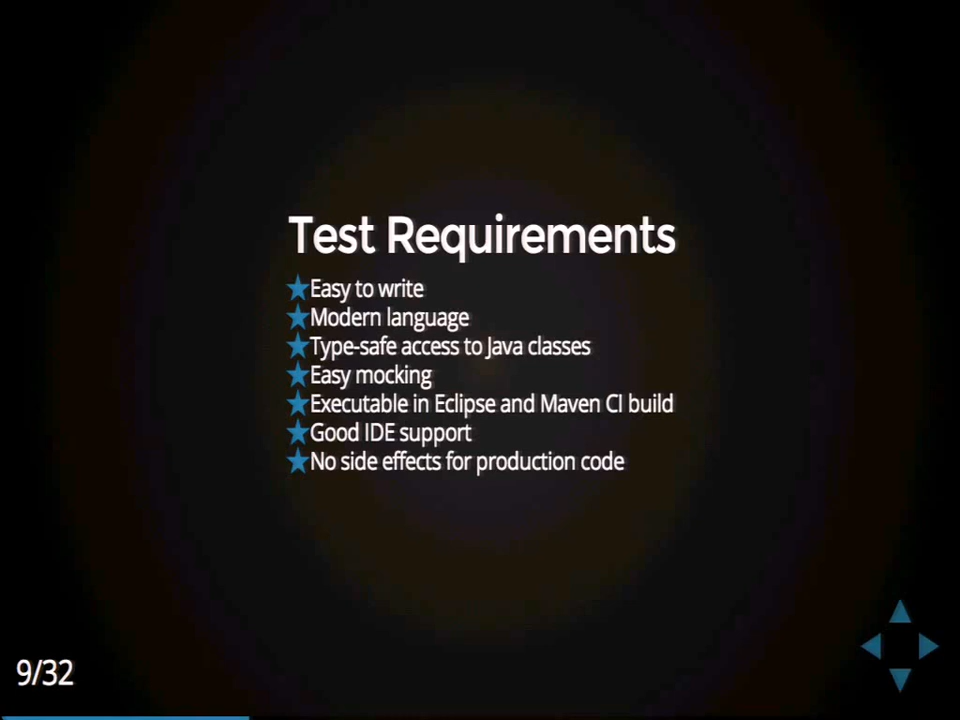 Test Requirements
Easy to write
Modern language
Type-safe access to Java classes
Easy mocking
Executable in Eclipse and Maven CI build
Good IDE support
No side effects for production code
9/32